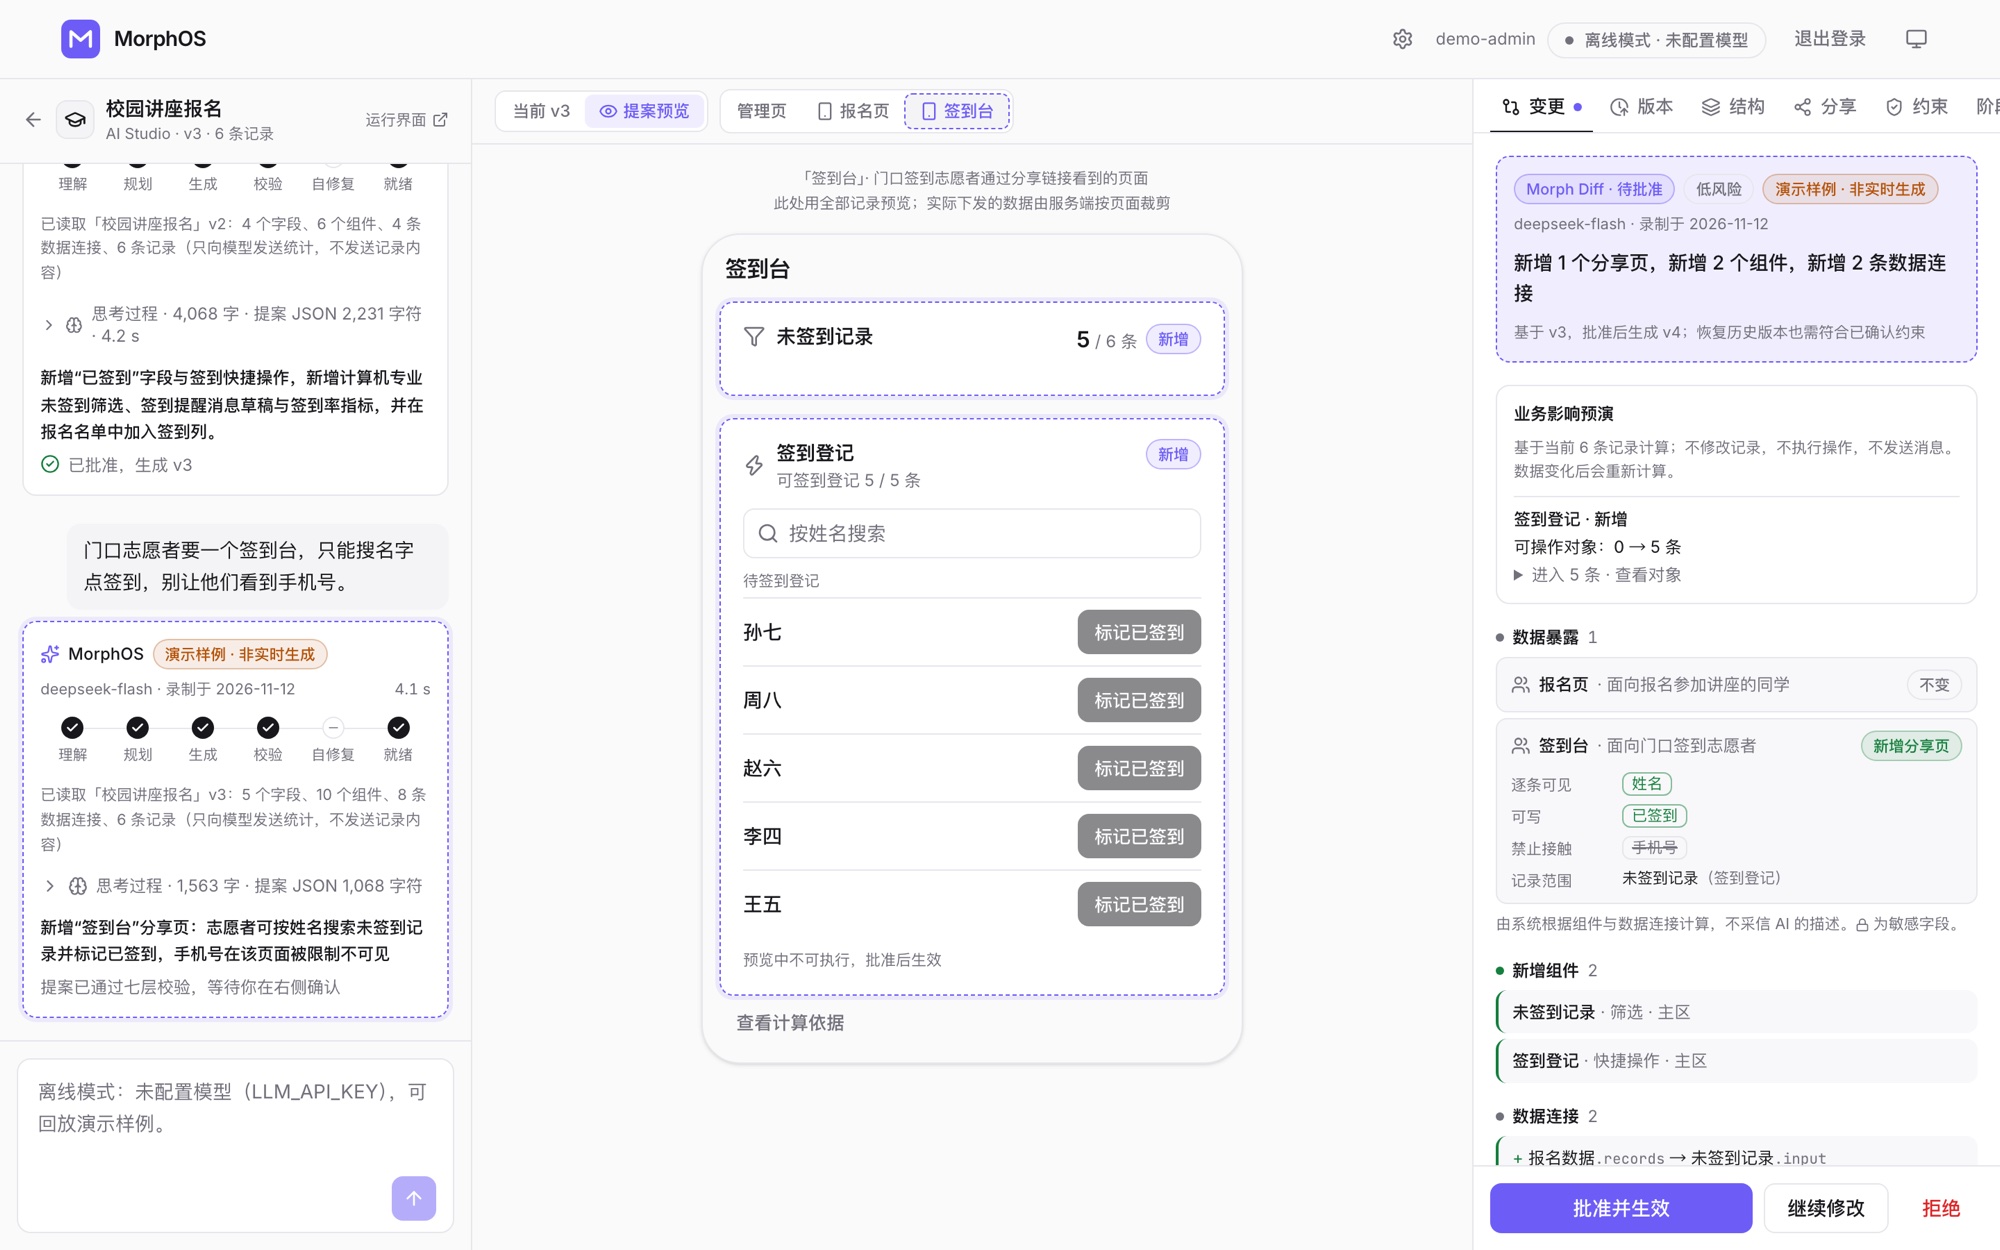 MorphOS
demo-admin
离线模式 · 未配置模型
退出登录
校园讲座报名
AI Studio · v3 · 6 条记录
运行界面
理解 规划 生成 校验 自修复 就绪
已读取「校园讲座报名」v2：4 个字段、6 个组件、4 条
数据连接、6 条记录（只向模型发送统计，不发送记录内
容）
思考过程 · 4,068 字 · 提案 JSON 2,231 字符
· 4.2 s
新增“已签到”字段与签到快捷操作，新增计算机专业
未签到筛选、签到提醒消息草稿与签到率指标，并在
报名名单中加入签到列。
已批准，生成 v3
门口志愿者要一个签到台，只能搜名字
点签到，别让他们看到手机号。
MorphOS 演示样例 · 非实时生成
deepseek-flash · 录制于 2026-11-12 4.1 s
理解 规划 生成 校验 自修复 就绪
已读取「校园讲座报名」v3：5 个字段、10 个组件、8 条
数据连接、6 条记录（只向模型发送统计，不发送记录内
容）
思考过程 · 1,563 字 · 提案 JSON 1,068 字符
新增“签到台”分享页：志愿者可按姓名搜索未签到记
录并标记已签到，手机号在该页面被限制不可见
提案已通过七层校验，等待你在右侧确认
离线模式：未配置模型（LLM_API_KEY），可
回放演示样例。
当前 v3 提案预览 管理页 报名页 签到台
「签到台」· 门口签到志愿者通过分享链接看到的页面
此处用全部记录预览；实际下发的数据由服务端按页面裁剪
签到台
未签到记录 5 / 6 条 新增
签到登记 新增
可签到登记 5 / 5 条
按姓名搜索
待签到登记
孙七 标记已签到
周八 标记已签到
赵六 标记已签到
李四 标记已签到
王五 标记已签到
预览中不可执行，批准后生效
查看计算依据
变更 版本 结构 分享 约束
Morph Diff · 待批准 低风险 演示样例 · 非实时生成
deepseek-flash · 录制于 2026-11-12
新增 1 个分享页，新增 2 个组件，新增 2 条数据连
接
基于 v3，批准后生成 v4；恢复历史版本也需符合已确认约束
业务影响预演
基于当前 6 条记录计算；不修改记录，不执行操作，不发送消息。
数据变化后会重新计算。
签到登记 · 新增
可操作对象：0 → 5 条
▶ 进入 5 条 · 查看对象
数据暴露 1
报名页 · 面向报名参加讲座的同学 不变
签到台 · 面向门口签到志愿者 新增分享页
逐条可见 姓名
可写 已签到
禁止接触 手机号
记录范围 未签到记录（签到登记）
由系统根据组件与数据连接计算，不采信 AI 的描述。为敏感字段。
新增组件 2
未签到记录 · 筛选 · 主区
签到登记 · 快捷操作 · 主区
数据连接 2
+ 报名数据.records → 未签到记录.input
批准并生效 继续修改 拒绝